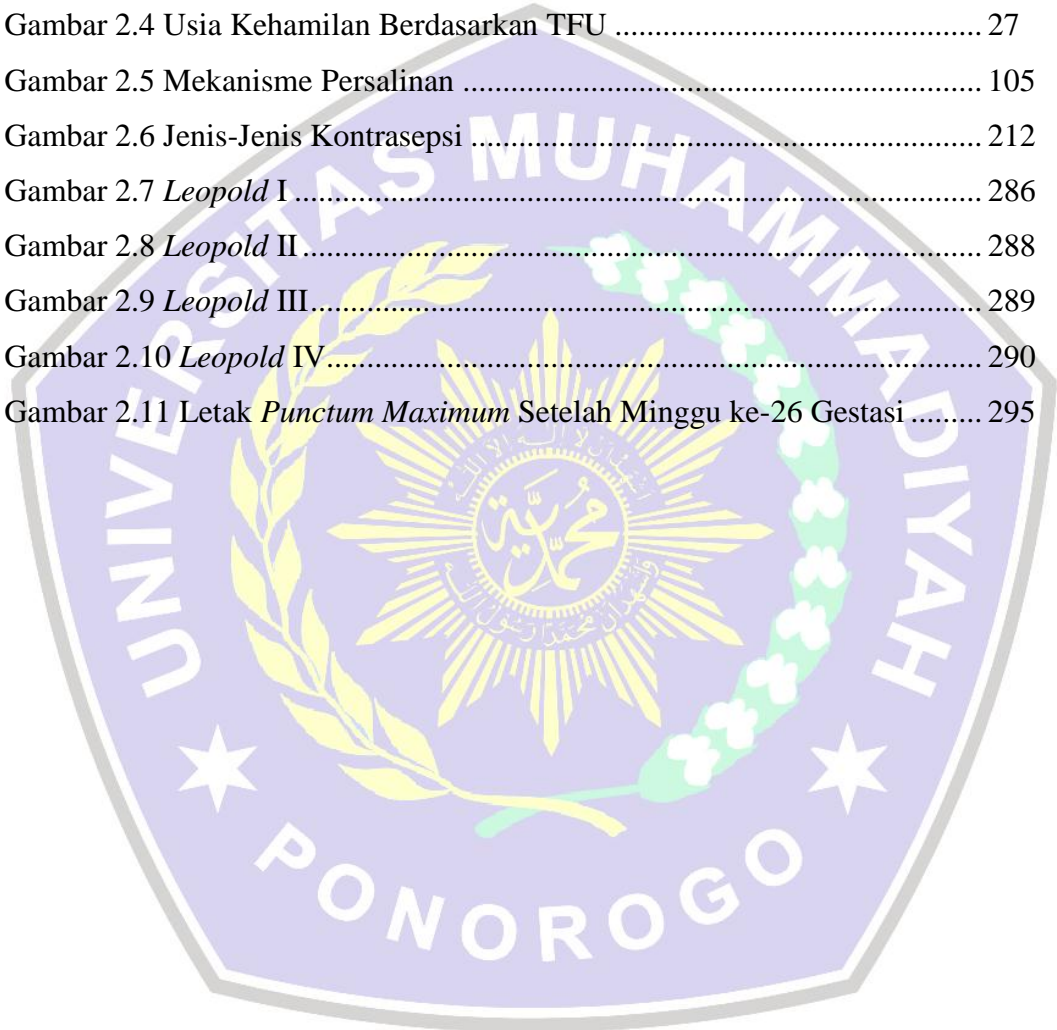 Gambar 2.4 Usia Kehamilan Berdasarkan TFU .............................................. 27
Gambar 2.5 Mekanisme Persalinan ................................................................. 105
Gambar 2.6 Jenis-Jenis Kontrasepsi ................................................................ 212
Gambar 2.7 Leopold I ...................................................................................... 286
Gambar 2.8 Leopold II ..................................................................................... 288
Gambar 2.9 Leopold III .................................................................................... 289
Gambar 2.10 Leopold IV.................................................................................. 290
Gambar 2.11 Letak Punctum Maximum Setelah Minggu ke-26 Gestasi ......... 295
UNIVERSITAS MUHAMMADIYAH
PONOROGO
محمدية